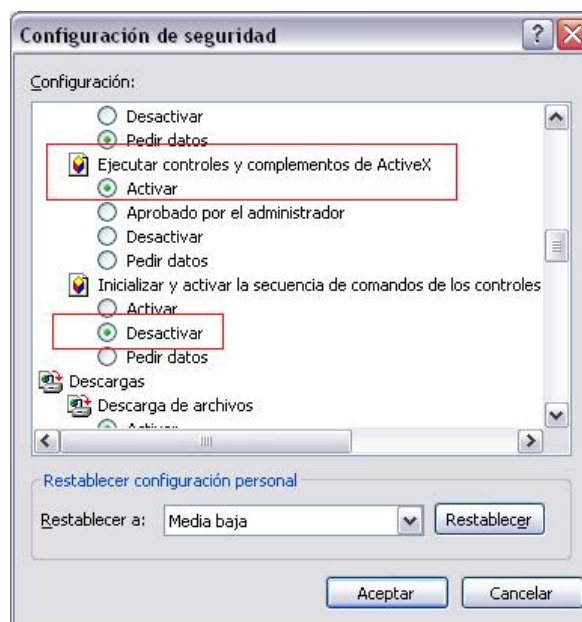 Configuración de seguridad
Configuración:
Desactivar
Pedir datos
Ejecutar controles y complementos de ActiveX
Activar
Aprobado por el administrador
Desactivar
Pedir datos
Inicializar y activar la secuencia de comandos de los controles
Activar
Desactivar
Pedir datos
Descargas
Descarga de archivos
Activar
Restablecer configuración personal
Restablecer a: Media baja Restablecer
Aceptar Cancelar